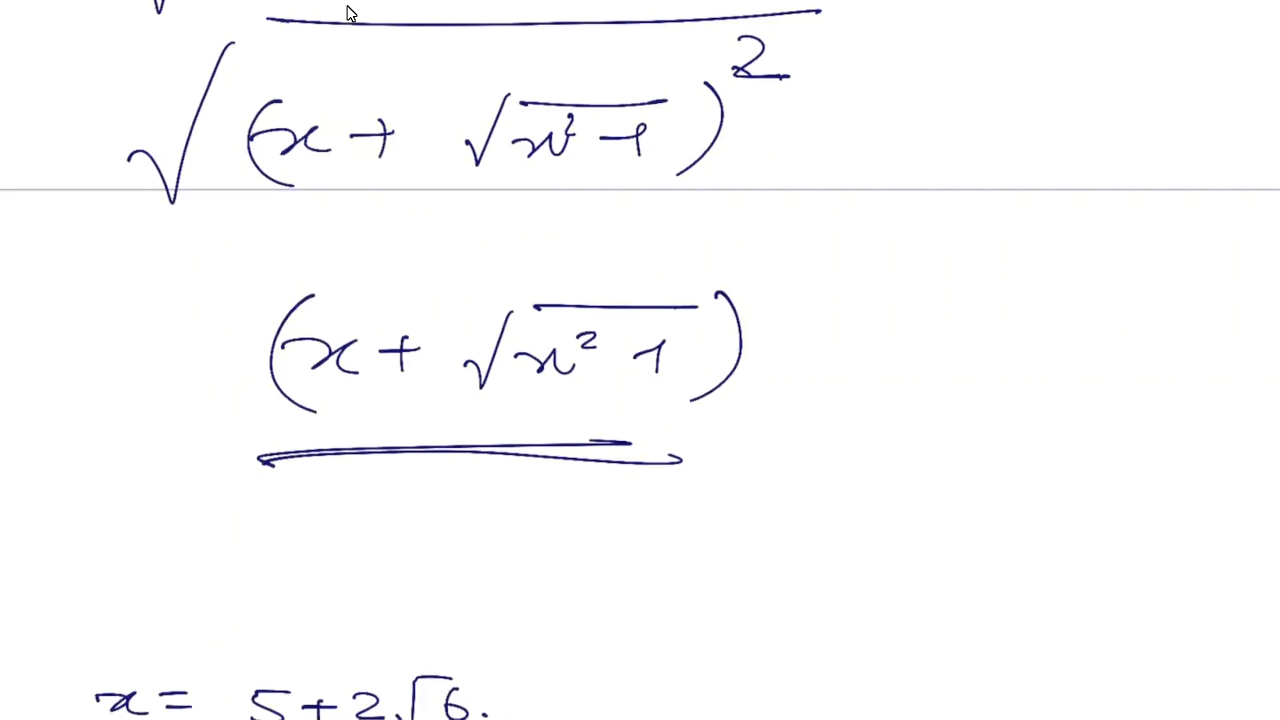 √(x + √(x² - 1))²
(x + √(x² - 1))
x = 5 + 2√6.